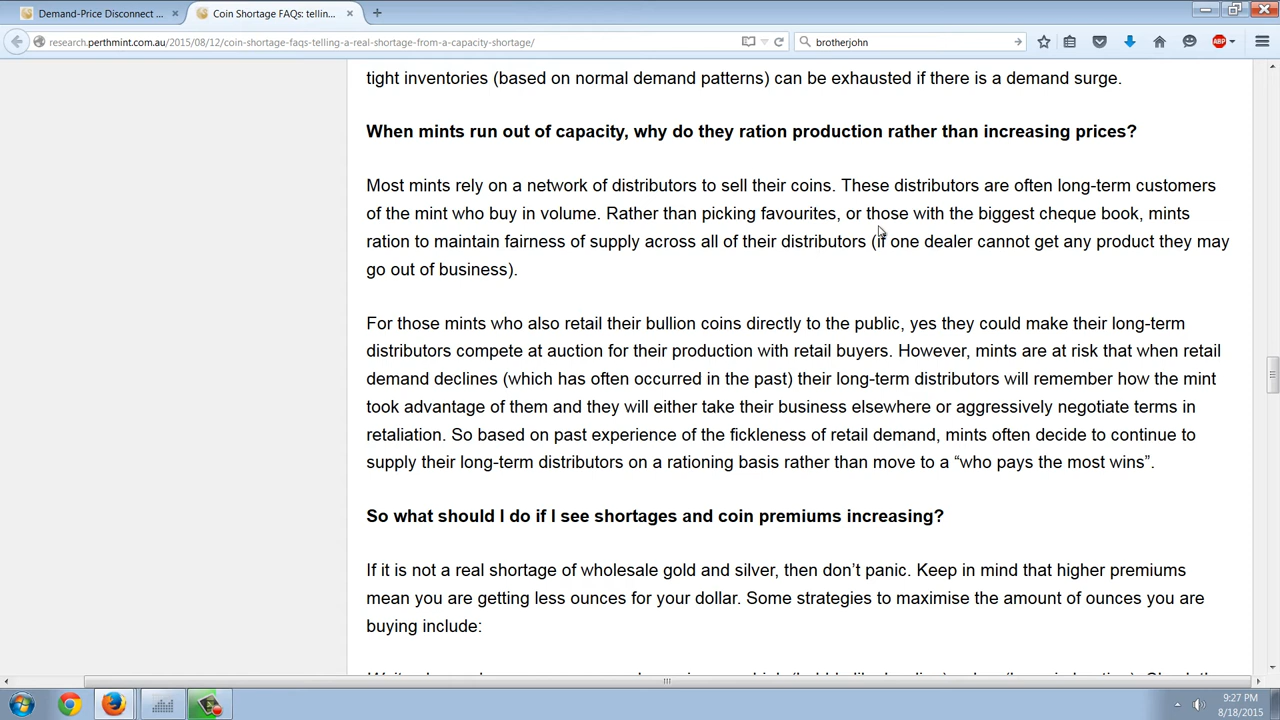 Demand-Price Disconnect ...
Coin Shortage FAQs: tellin...
research.perthmint.com.au/2015/08/12/coin-shortage-faqs-telling-a-real-shortage-from-a-capacity-shortage/
brotherjohn
ABP
tight inventories (based on normal demand patterns) can be exhausted if there is a demand surge.
When mints run out of capacity, why do they ration production rather than increasing prices?
Most mints rely on a network of distributors to sell their coins. These distributors are often long-term customers
of the mint who buy in volume. Rather than picking favourites, or those with the biggest cheque book, mints
ration to maintain fairness of supply across all of their distributors (if one dealer cannot get any product they may
go out of business).
For those mints who also retail their bullion coins directly to the public, yes they could make their long-term
distributors compete at auction for their production with retail buyers. However, mints are at risk that when retail
demand declines (which has often occurred in the past) their long-term distributors will remember how the mint
took advantage of them and they will either take their business elsewhere or aggressively negotiate terms in
retaliation. So based on past experience of the fickleness of retail demand, mints often decide to continue to
supply their long-term distributors on a rationing basis rather than move to a “who pays the most wins”.
So what should I do if I see shortages and coin premiums increasing?
If it is not a real shortage of wholesale gold and silver, then don’t panic. Keep in mind that higher premiums
mean you are getting less ounces for your dollar. Some strategies to maximise the amount of ounces you are
buying include:
9:27 PM
8/18/2015